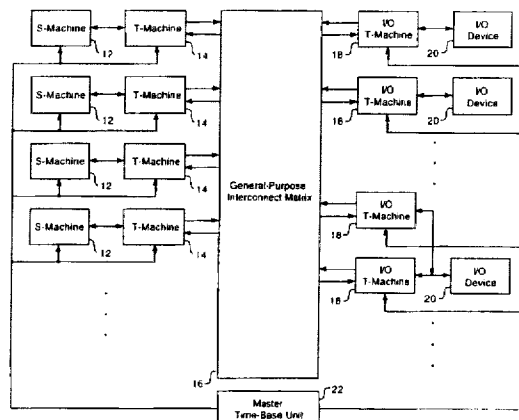 S-Machine
T-Machine
12
14
S-Machine
T-Machine
12
14
S-Machine
T-Machine
12
14
S-Machine
T-Machine
12
14
General-Purpose
Interconnect Matrix
16
I/O
T-Machine
I/O
Device
18
20
I/O
T-Machine
I/O
Device
18
20
I/O
T-Machine
18
I/O
T-Machine
I/O
Device
18
20
22
Master
Time-Base Unit